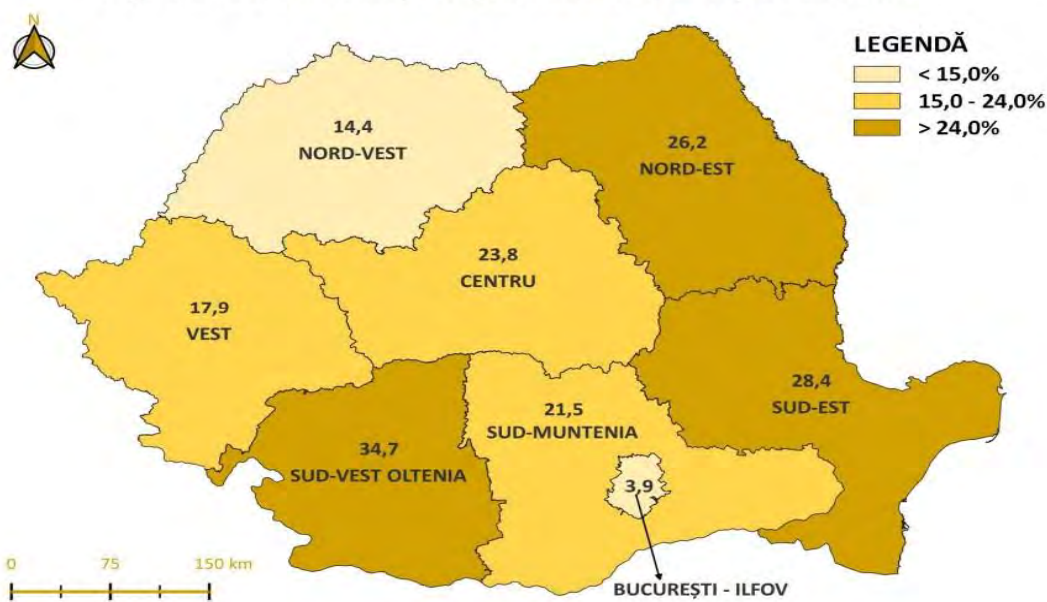 N
LEGENDĂ
< 15,0%
15,0 - 24,0%
> 24,0%
14,4
NORD-VEST
26,2
NORD-EST
23,8
CENTRU
17,9
VEST
28,4
SUD-EST
21,5
SUD-MUNTENIA
34,7
SUD-VEST OLTENIA
3,9
BUCUREȘTI - ILFOV
0 75 150 km